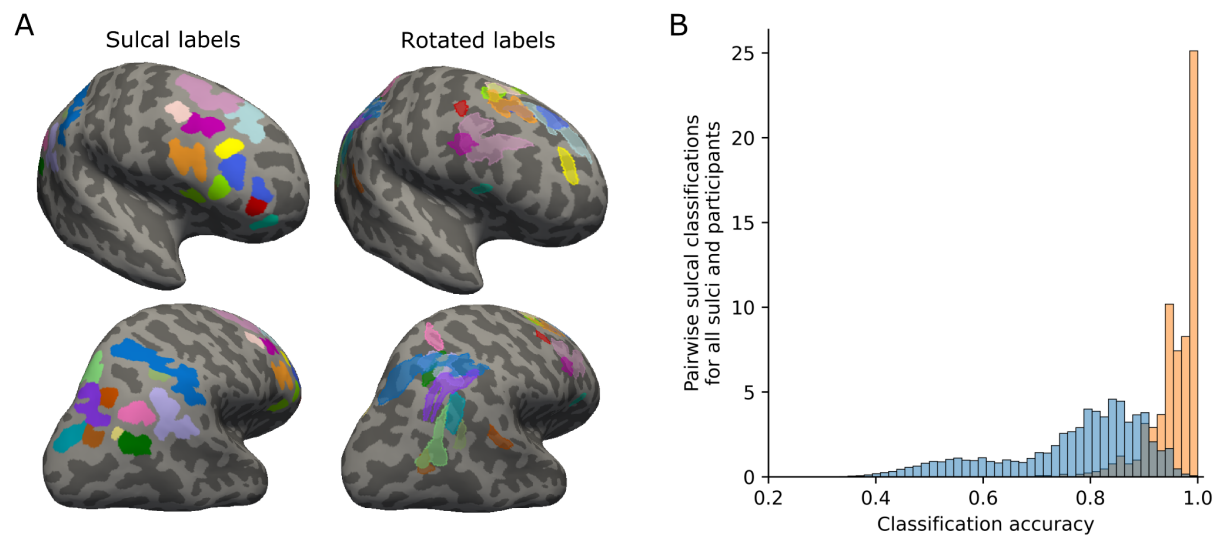 A
Sulcal labels
Rotated labels
B
Pairwise sulcal classifications
for all sulci and participants
25
20
15
10
5
0
0.2
0.4
0.6
0.8
1.0
Classification accuracy